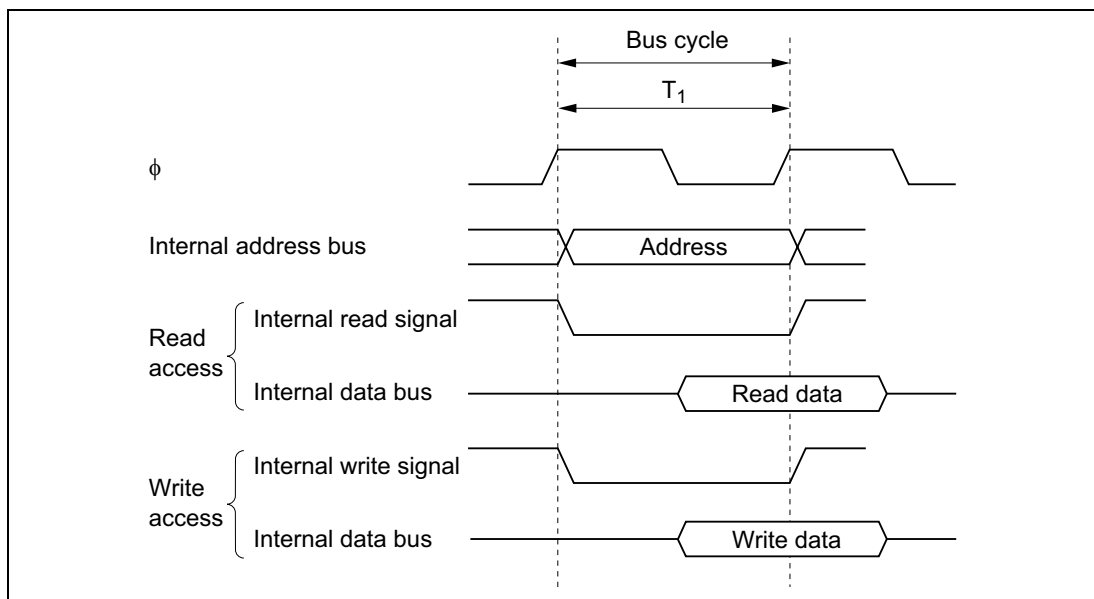 Bus cycle
T₁
ϕ
Internal address bus
Address
Read
access
Internal read signal
Internal data bus
Read data
Write
access
Internal write signal
Internal data bus
Write data